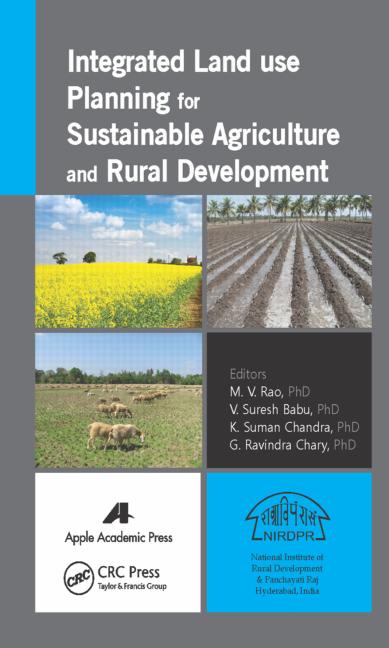 Integrated Land use
Planning for
Sustainable Agriculture
and Rural Development
Editors
M. V. Rao, PhD
V. Suresh Babu, PhD
K. Suman Chandra, PhD
G. Ravindra Chary, PhD
Apple Academic Press
CRC
CRC Press
Taylor & Francis Group
NIRDPR
National Institute of
Rural Development
& Panchayati Raj
Hyderabad, India